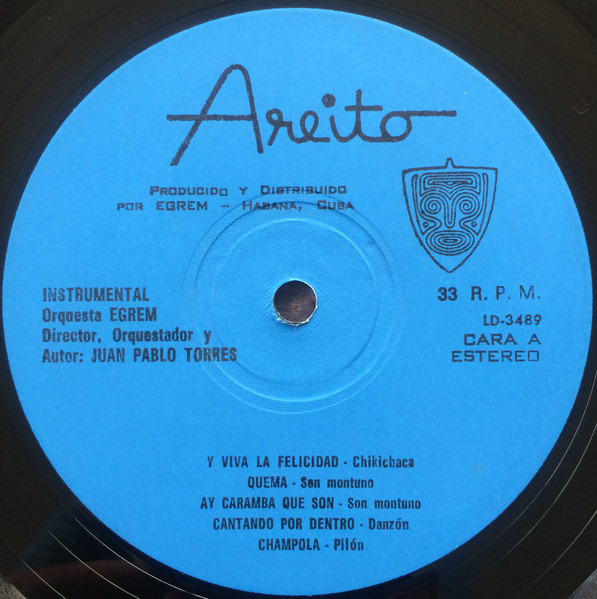 Areito
PRODUCIDO Y DISTRIBUIDO
POR EGREM - HABANA, CUBA
INSTRUMENTAL
Orquesta EGREM
Director, Orquestador y
Autor: JUAN PABLO TORRES
33 R. P. M.
LD-3489
CARA A
ESTEREO
Y VIVA LA FELICIDAD - Chikichaca
QUEMA - Son montuno
AY CARAMBA QUE SON - Son montuno
CANTANDO POR DENTRO - Danzón
CHAMPOLA - Pilón